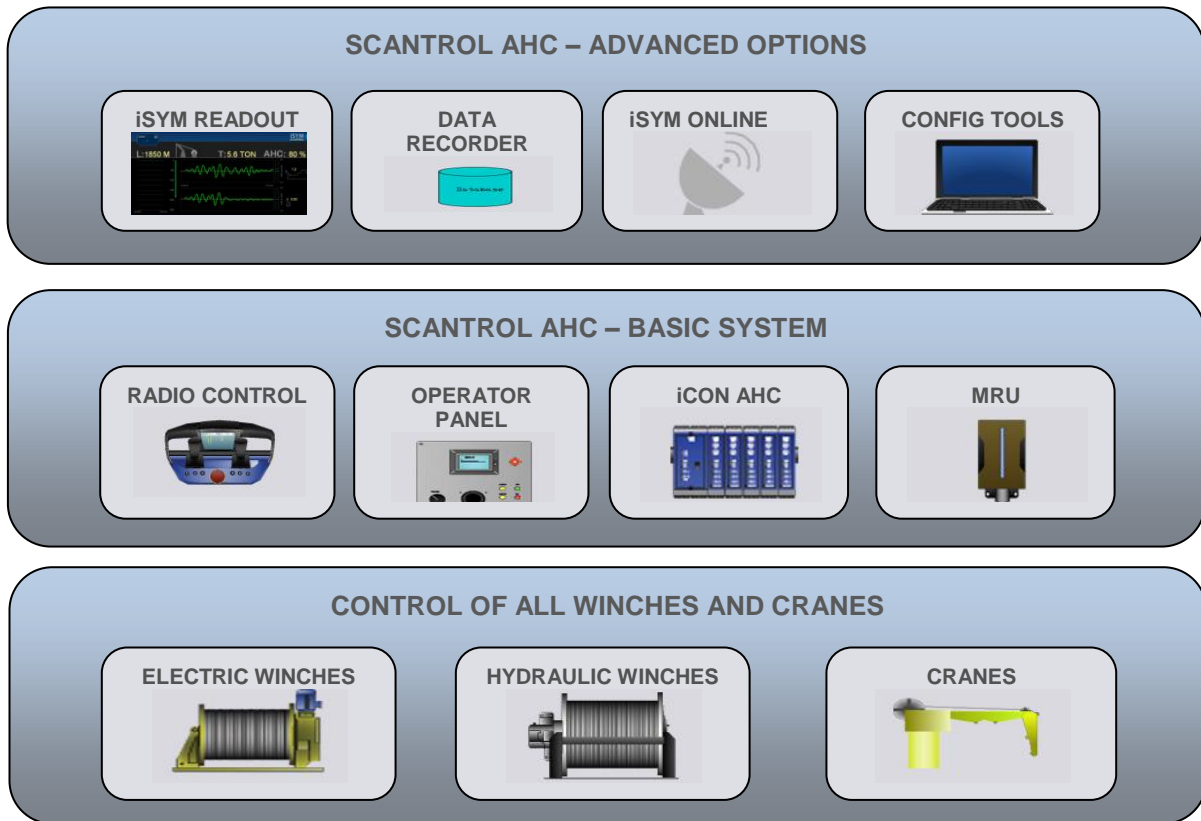 SCANTROL AHC – ADVANCED OPTIONS
iSYM READOUT
L:1850 M T:5.6 TON AHC: 80 %
iSYM
DATA
RECORDER
Database
iSYM ONLINE
CONFIG TOOLS
SCANTROL AHC – BASIC SYSTEM
RADIO CONTROL
OPERATOR
PANEL
iCON AHC
MRU
CONTROL OF ALL WINCHES AND CRANES
ELECTRIC WINCHES
HYDRAULIC WINCHES
CRANES